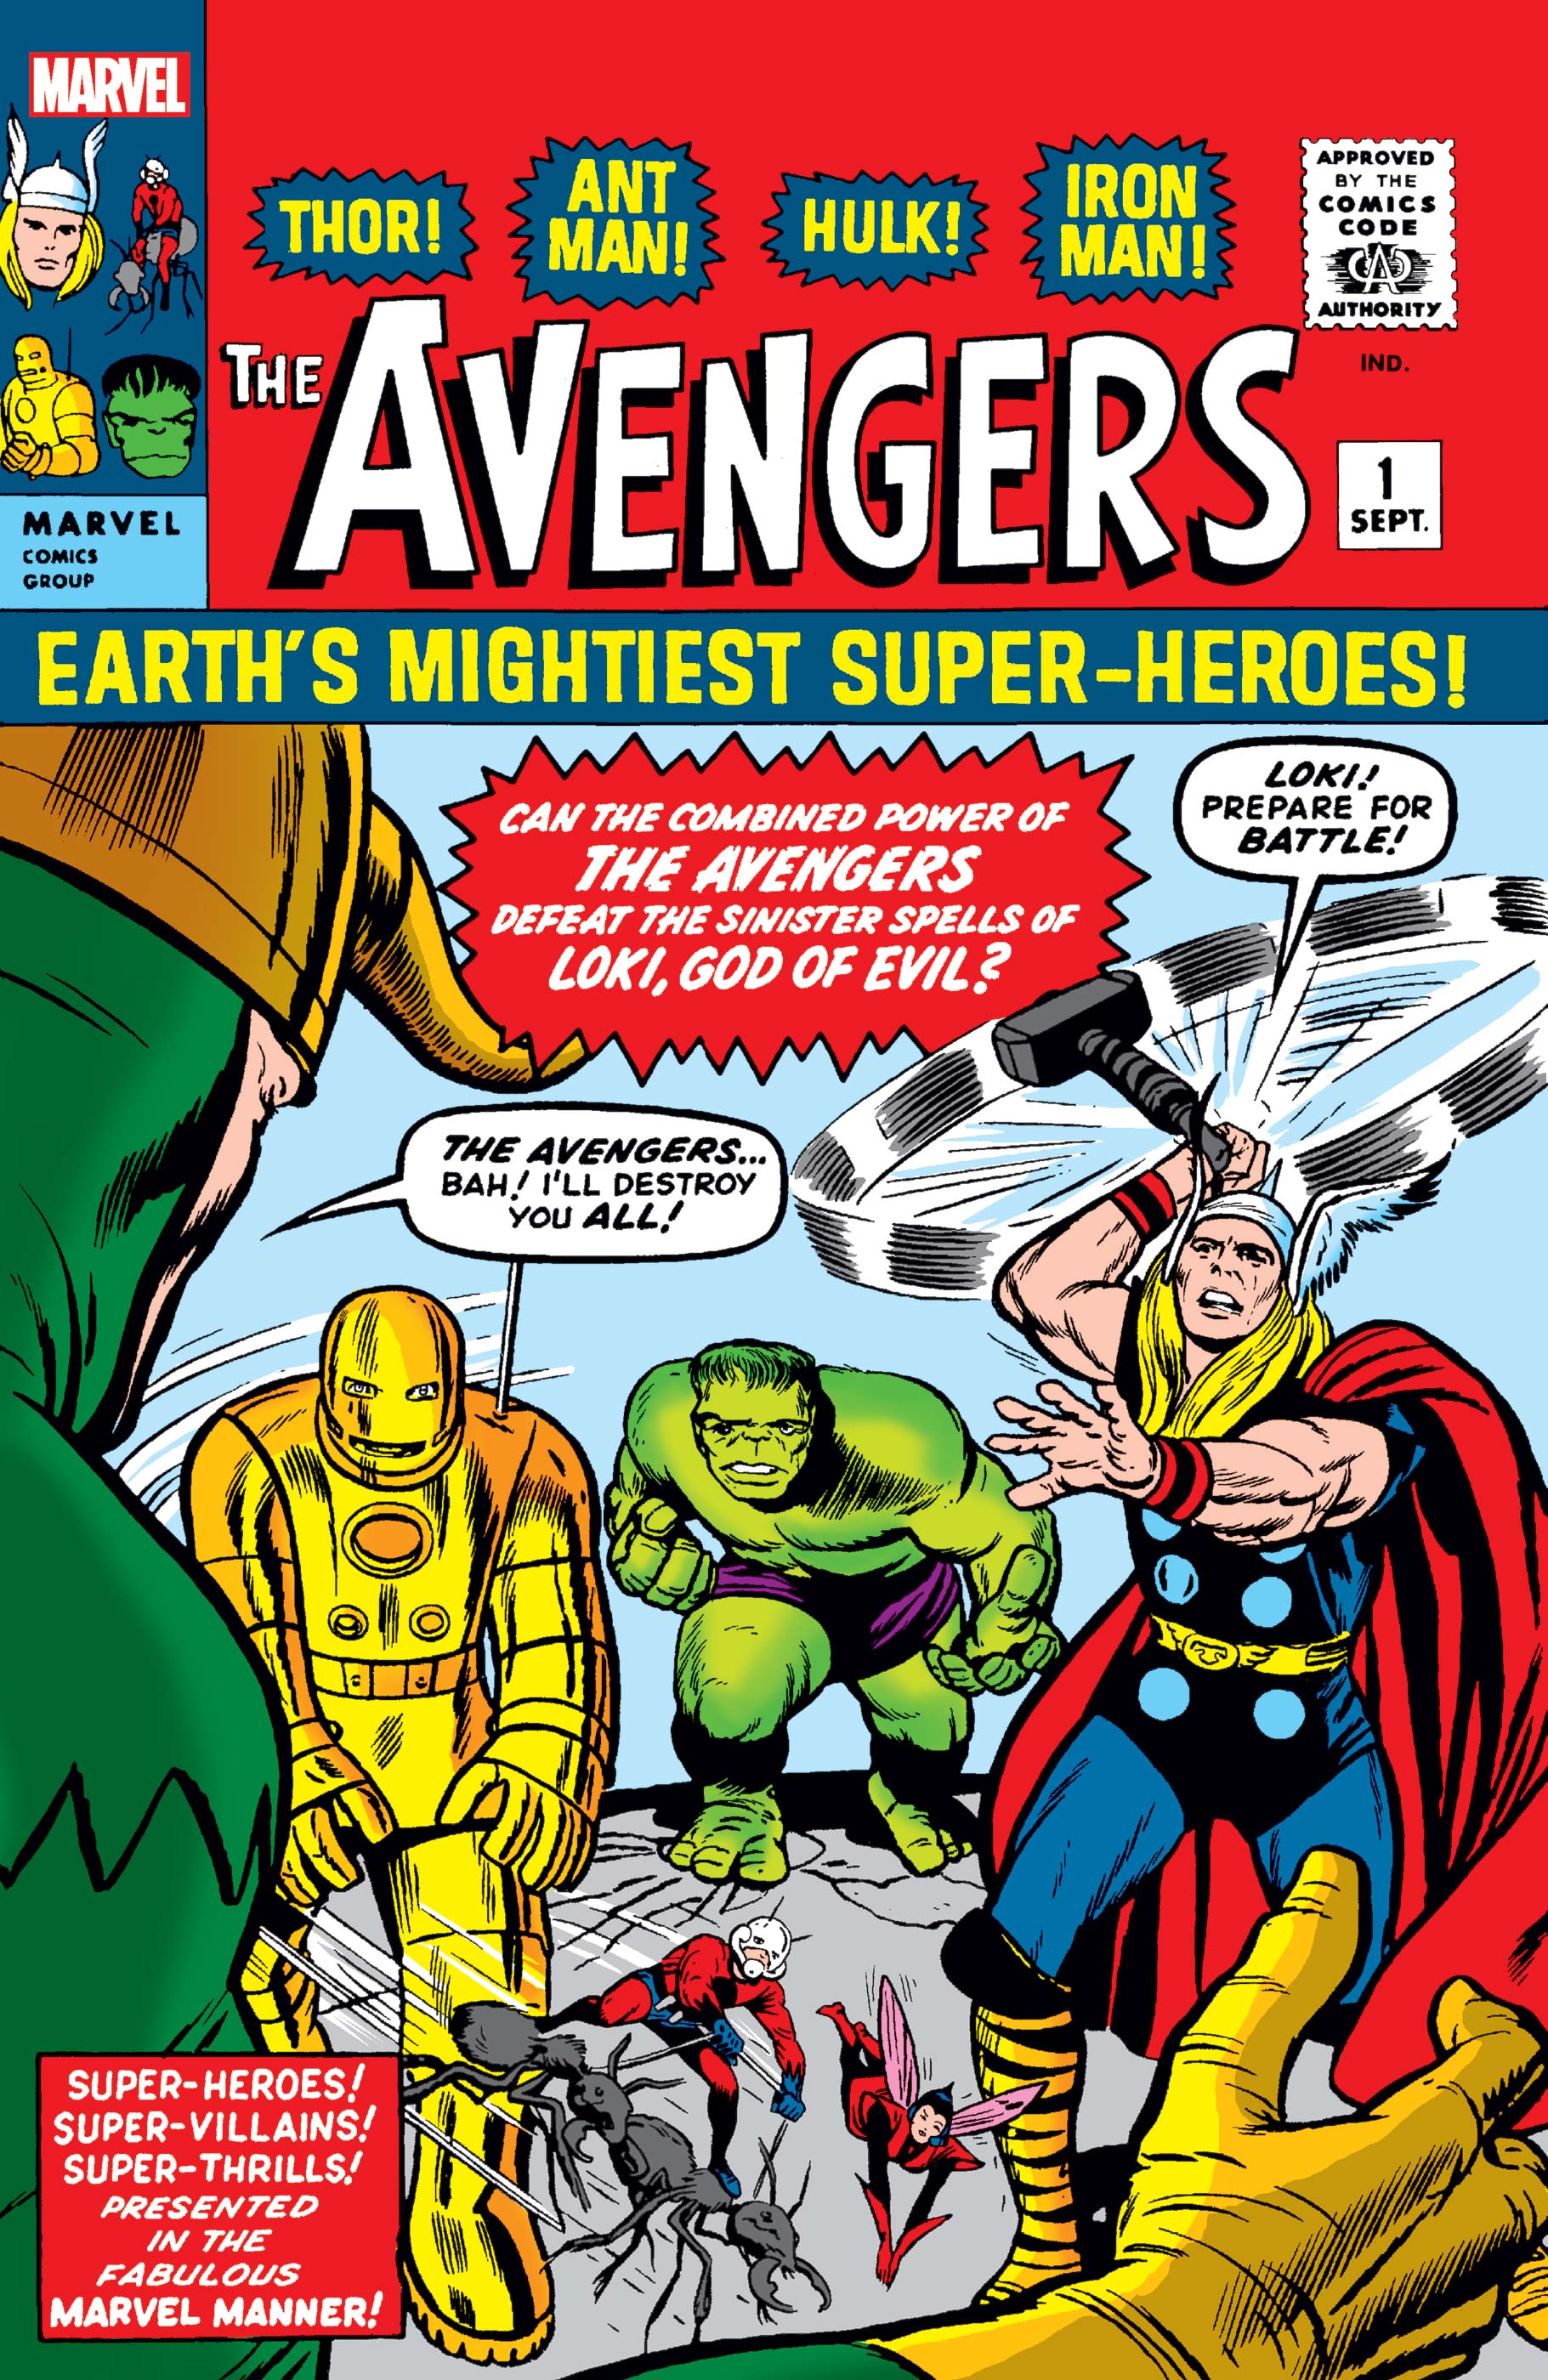 MARVEL
THOR!
ANT
MAN!
HULK!
IRON
MAN!
APPROVED
BY THE
COMICS
CODE
CA
AUTHORITY
IND.
THE AVENGERS
1
SEPT.
MARVEL
COMICS
GROUP
EARTH'S MIGHTIEST SUPER-HEROES!
CAN THE COMBINED POWER OF
THE AVENGERS
DEFEAT THE SINISTER SPELLS OF
LOKI, GOD OF EVIL?
LOKI!
PREPARE FOR
BATTLE!
THE AVENGERS...
BAH! I'LL DESTROY
YOU ALL!
SUPER-HEROES!
SUPER-VILLAINS!
SUPER-THRILLS!
PRESENTED
IN THE
FABULOUS
MARVEL MANNER!